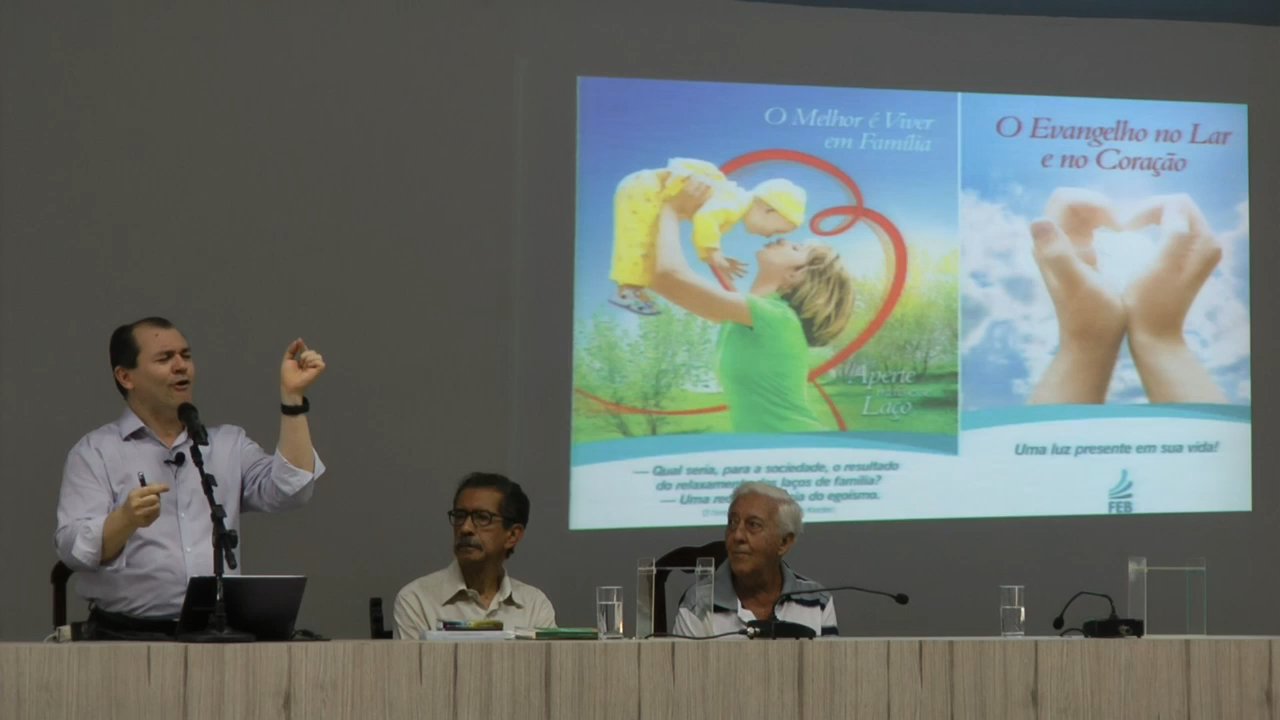 O Melhor é Viver
em Família
Aperte
Laço
— Qual seria, para a sociedade, o resultado
do relaxamento dos laços de família?
— Uma do egoísmo.
O Evangelho no Lar
e no Coração
Uma luz presente em sua vida!
FEB